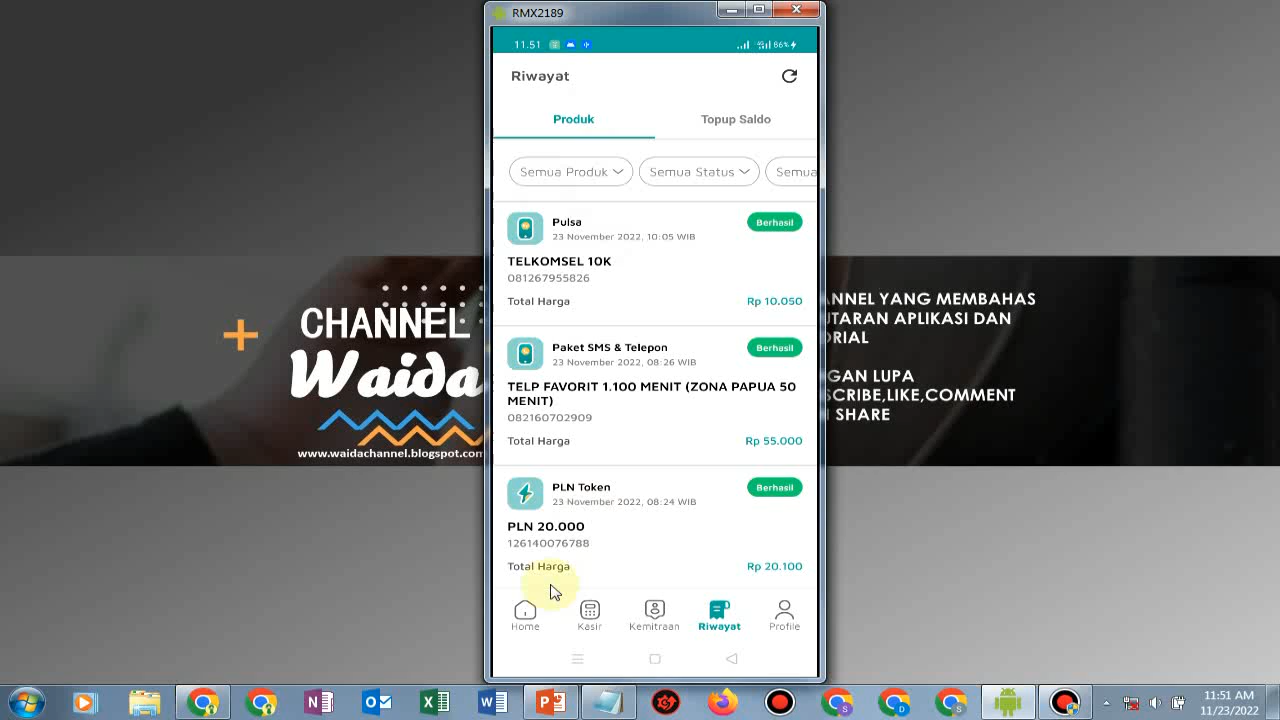 RMX2189
11.51
86%
Riwayat
Produk
Topup Saldo
Semua Produk
Semua Status
Semua
Pulsa
Berhasil
23 November 2022, 10:05 WIB
TELKOMSEL 10K
081267955826
Total Harga
Rp 10.050
Paket SMS & Telepon
Berhasil
23 November 2022, 08:26 WIB
TELP FAVORIT 1.100 MENIT (ZONA PAPUA 50
MENIT)
082160702909
Total Harga
Rp 55.000
PLN Token
Berhasil
23 November 2022, 08:24 WIB
PLN 20.000
126140076788
Total Harga
Rp 20.100
Home
Kasir
Kemitraan
Riwayat
Profile
CHANNEL
Waida
www.waidachannel.blogspot.com
ANNEL YANG MEMBAHAS
UTARAN APLIKASI DAN
ORIAL
GAN LUPA
SCRIBE,LIKE,COMMENT
SHARE
11:51 AM
11/23/2022